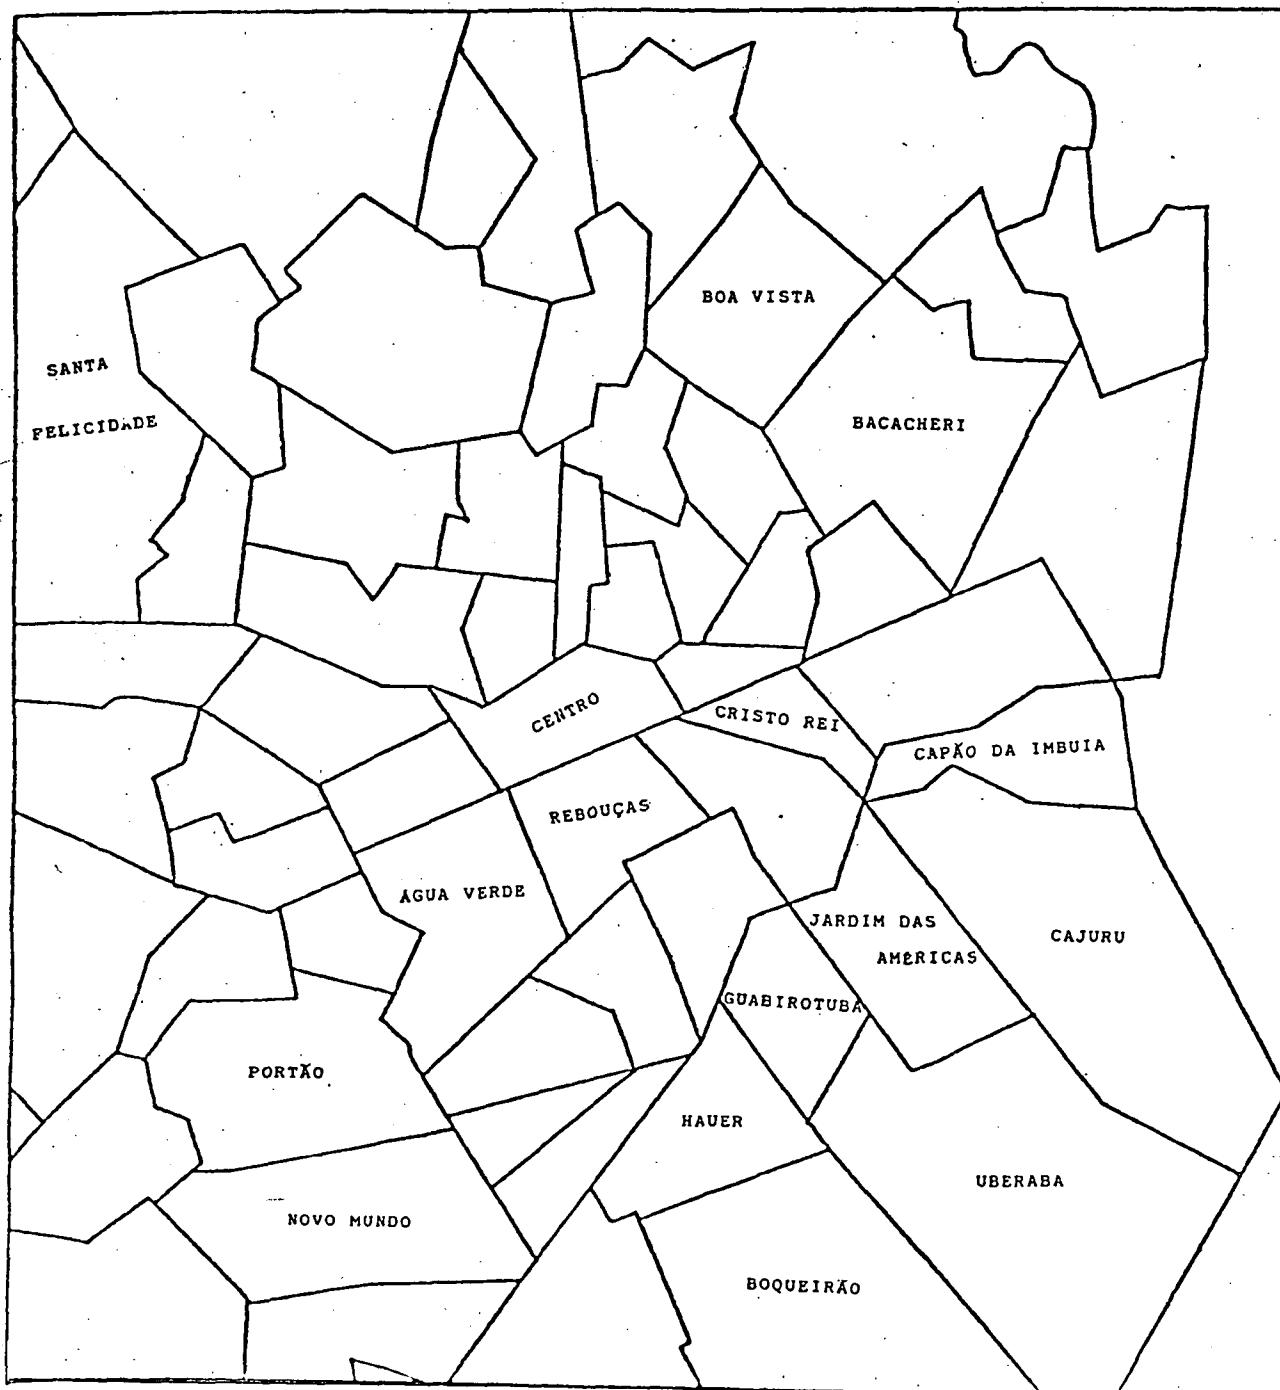 BOA VISTA
SANTA
FELICIDADE
BACACHERI
CENTRO
CRISTO REI
CAPÃO DA IMBUIA
REBOUÇAS
ÁGUA VERDE
JARDIM DAS
AMÉRICAS
CAJURU
GUABIROTUBA
PORTÃO
HAUER
UBERABA
NOVO MUNDO
BOQUEIRÃO